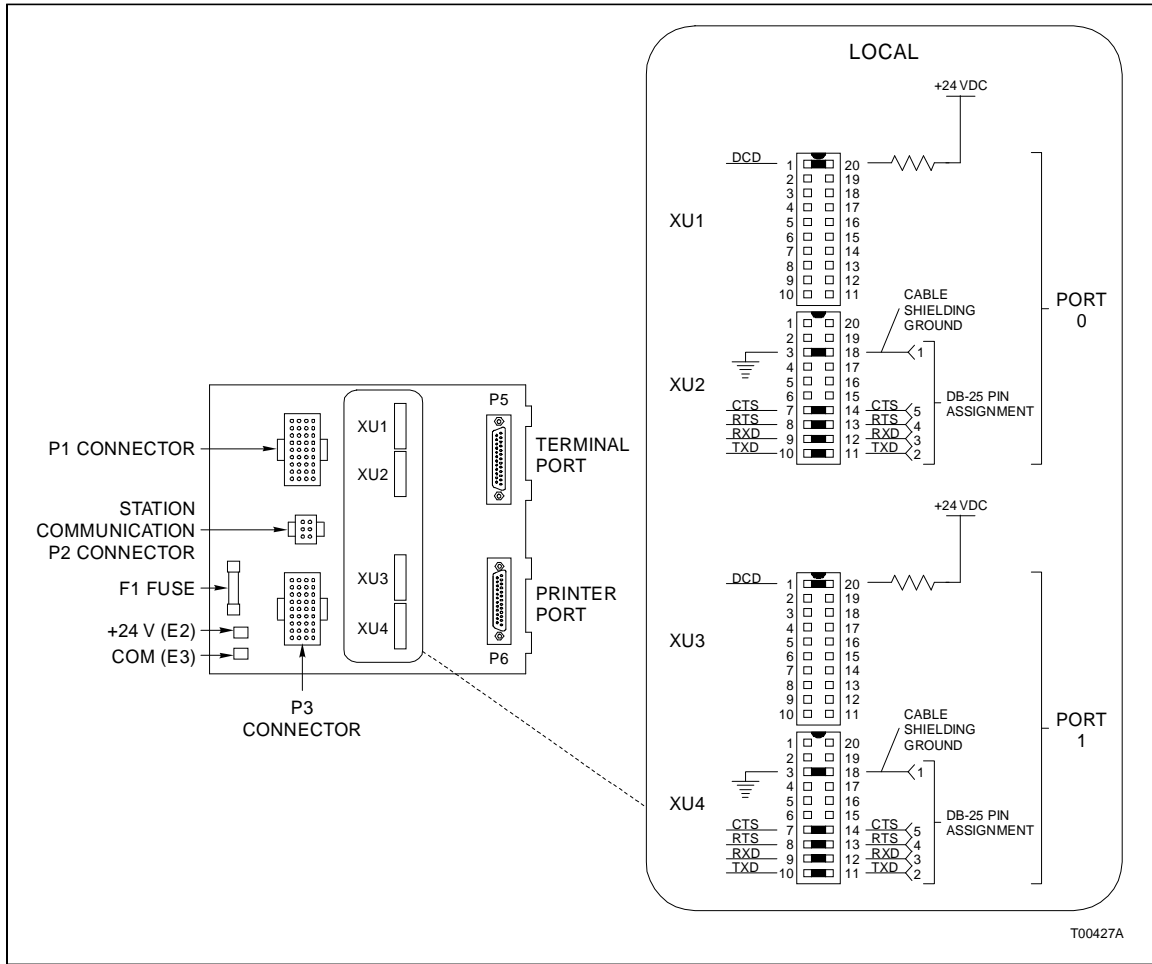 LOCAL
+24 VDC
DCD
XU1
1 20
2 19
3 18
4 17
5 16
6 15
7 14
8 13
9 12
10 11
CABLE
SHIELDING
GROUND
PORT
0
XU2
1 20
2 19
3 18 1
4 17
5 16
6 15
CTS 7 14 CTS 5
RTS 8 13 RTS 4
RXD 9 12 RXD 3
TXD 10 11 TXD 2
DB-25 PIN
ASSIGNMENT
+24 VDC
DCD
XU3
1 20
2 19
3 18
4 17
5 16
6 15
7 14
8 13
9 12
10 11
CABLE
SHIELDING
GROUND
PORT
1
XU4
1 20
2 19
3 18 1
4 17
5 16
6 15
CTS 7 14 CTS 5
RTS 8 13 RTS 4
RXD 9 12 RXD 3
TXD 10 11 TXD 2
DB-25 PIN
ASSIGNMENT
P1 CONNECTOR
STATION
COMMUNICATION
P2 CONNECTOR
F1 FUSE
+24 V (E2)
COM (E3)
P3
CONNECTOR
XU1
XU2
XU3
XU4
P5
TERMINAL
PORT
PRINTER
PORT
P6
T00427A